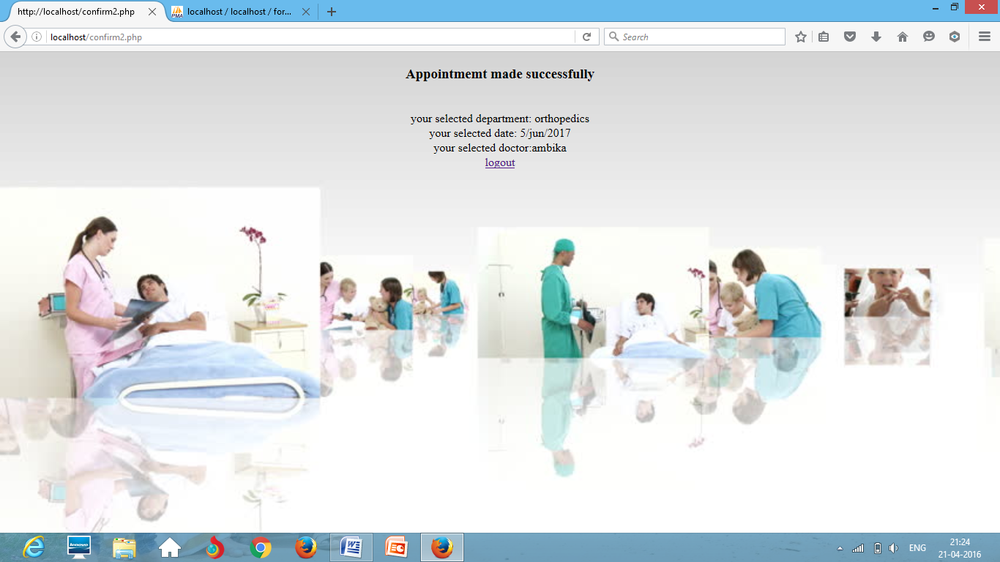 http://localhost/confirm2.php
localhost / localhost / for...
localhost/confirm2.php
Search
Appointmemt made successfully
your selected department: orthopedics
your selected date: 5/jun/2017
your selected doctor:ambika
logout
ENG
21:24
21-04-2016